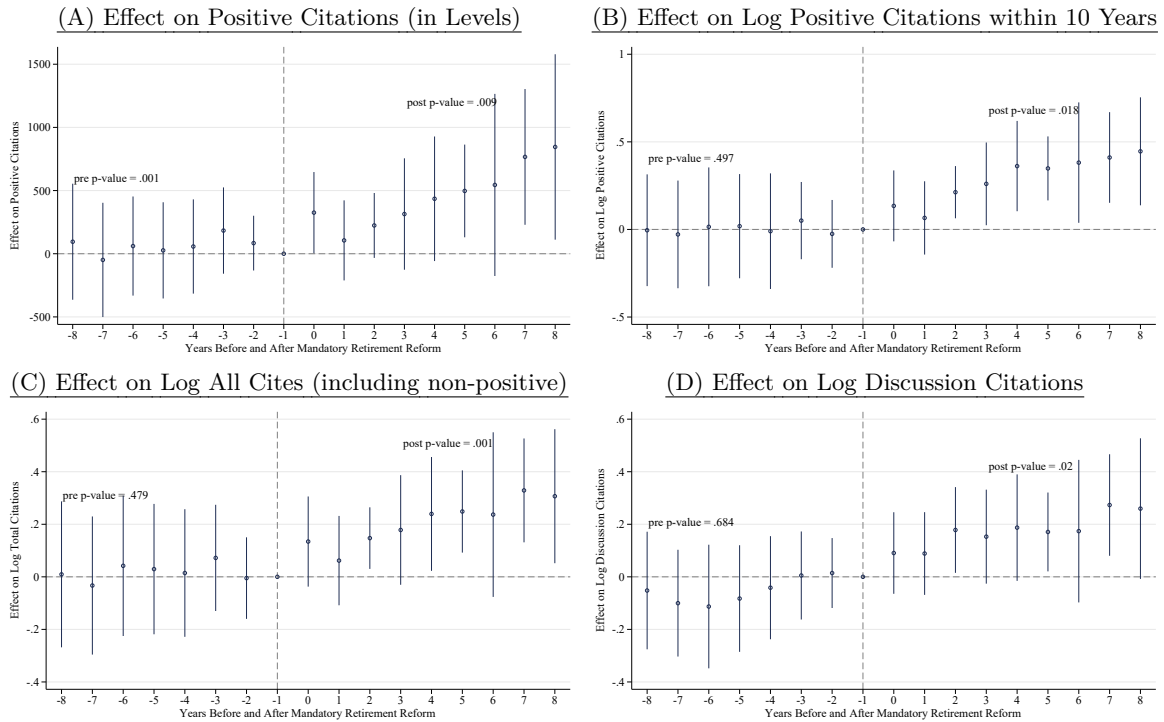 (A) Effect on Positive Citations (in Levels)
1500
1000
500
0
-500
Effect on Positive Citations
pre p-value = .001
post p-value = .009
-8 -7 -6 -5 -4 -3 -2 -1 0 1 2 3 4 5 6 7 8
Years Before and After Mandatory Retirement Reform
(B) Effect on Log Positive Citations within 10 Years
1
.5
0
-.5
Effect on Log Positive Citations
pre p-value = .497
post p-value = .018
-8 -7 -6 -5 -4 -3 -2 -1 0 1 2 3 4 5 6 7 8
Years Before and After Mandatory Retirement Reform
(C) Effect on Log All Cites (including non-positive)
.6
.4
.2
0
-.2
-.4
Effect on Log Total Citations
pre p-value = .479
post p-value = .001
-8 -7 -6 -5 -4 -3 -2 -1 0 1 2 3 4 5 6 7 8
Years Before and After Mandatory Retirement Reform
(D) Effect on Log Discussion Citations
.6
.4
.2
0
-.2
-.4
Effect on Log Discussion Citations
pre p-value = .684
post p-value = .02
-8 -7 -6 -5 -4 -3 -2 -1 0 1 2 3 4 5 6 7 8
Years Before and After Mandatory Retirement Reform